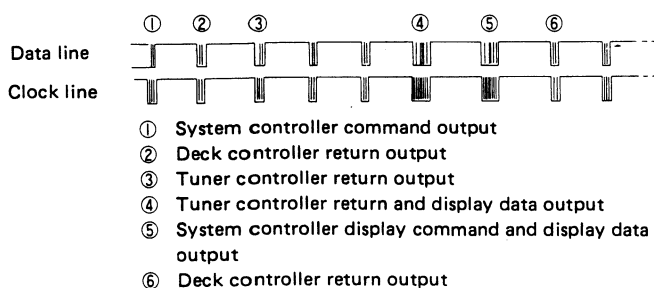 ① ② ③ ④ ⑤ ⑥
Data line
Clock line
① System controller command output
② Deck controller return output
③ Tuner controller return output
④ Tuner controller return and display data output
⑤ System controller display command and display data
output
⑥ Deck controller return output